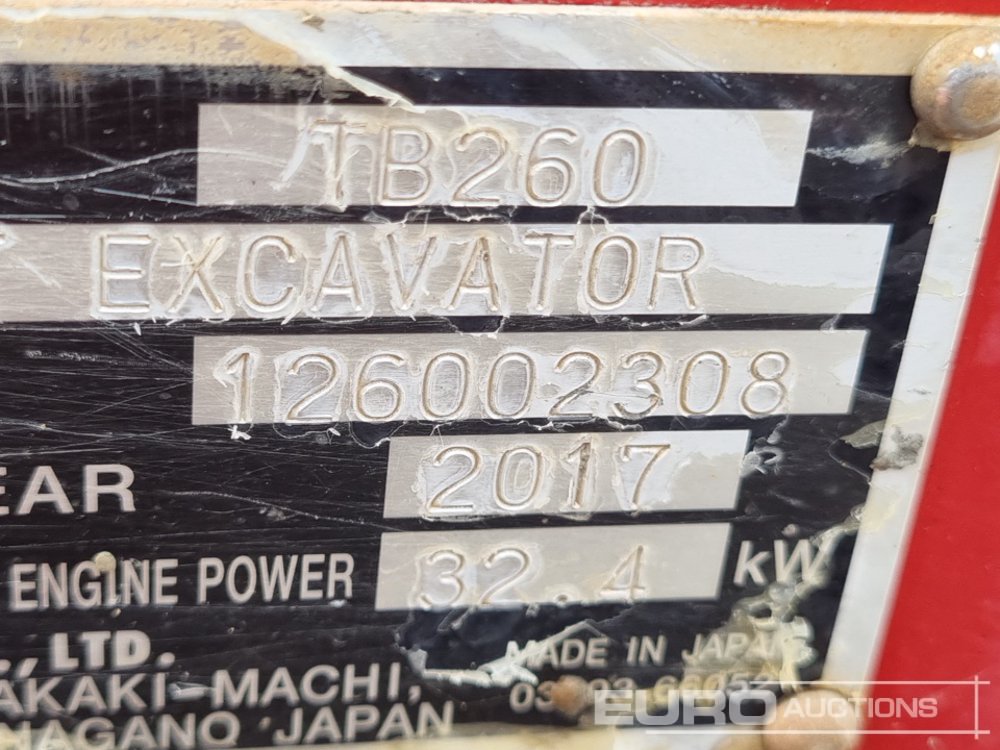 TB260
EXCAVATOR
126002308
EAR 2017
ENGINE POWER 32.4 kW
., LTD.
MADE IN JAPAN
AKAKI-MACHI,
NAGANO JAPAN
EURO AUCTIONS